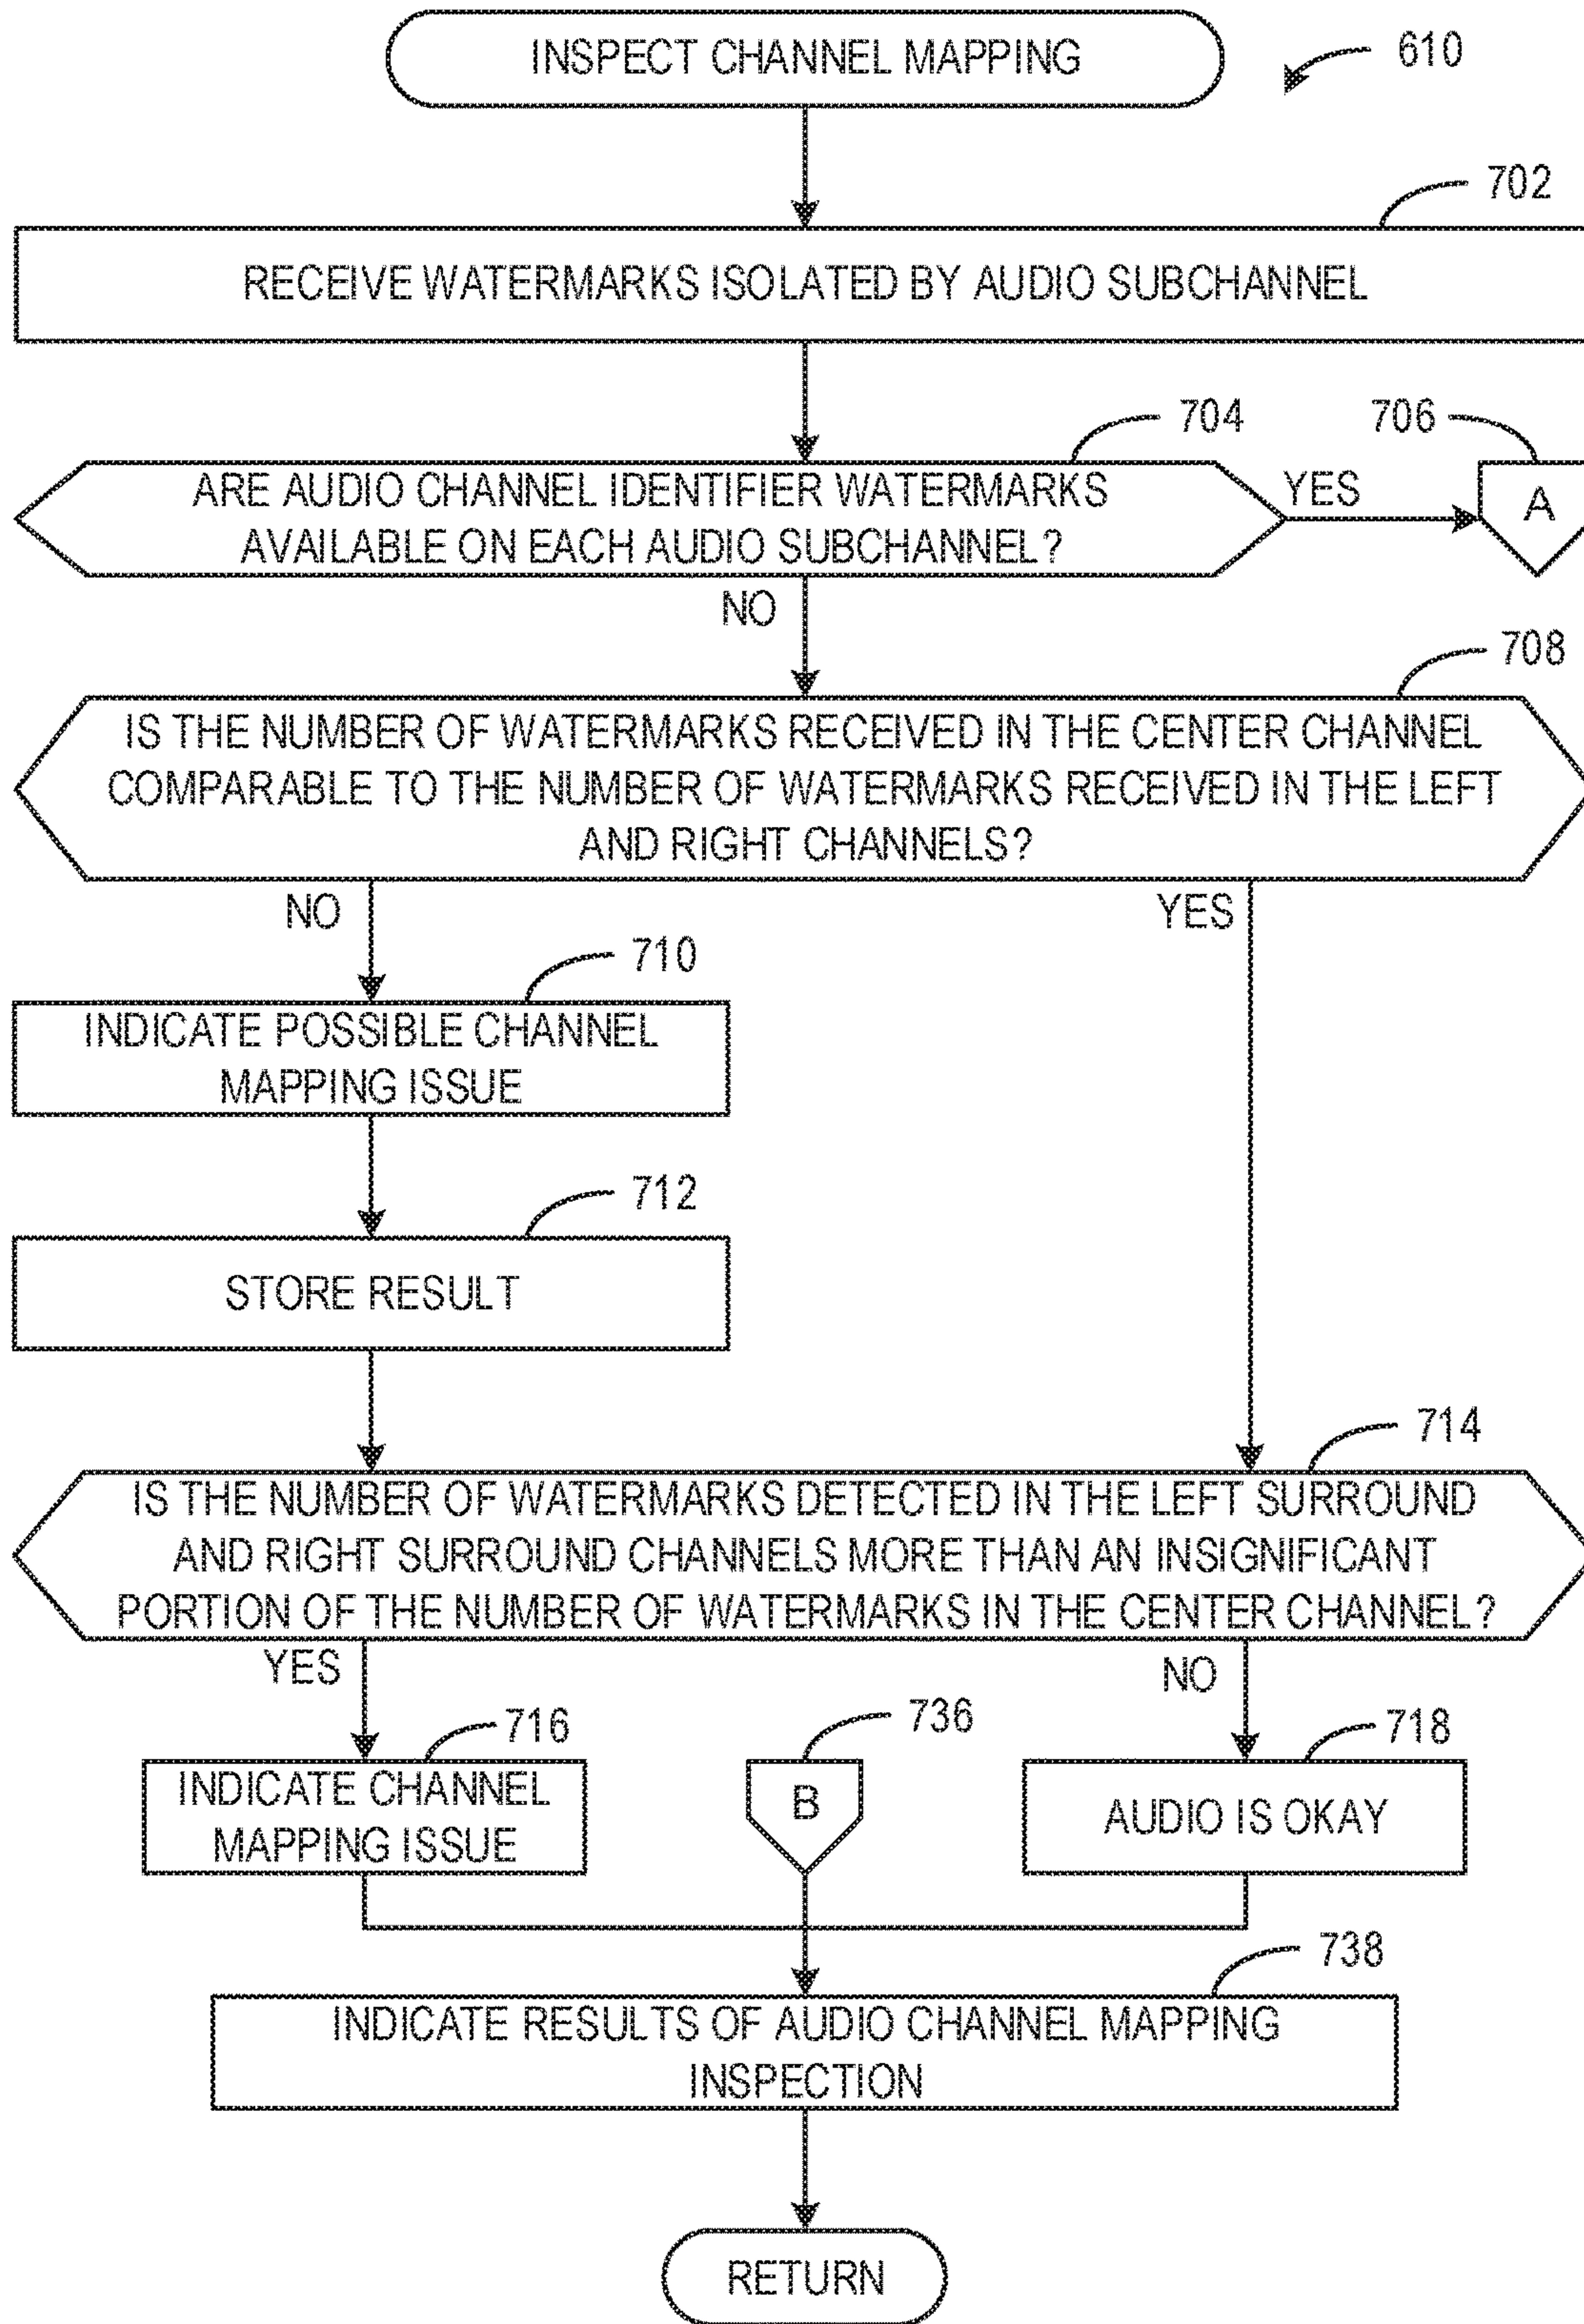 INSPECT CHANNEL MAPPING
610
702
RECEIVE WATERMARKS ISOLATED BY AUDIO SUBCHANNEL
704
706
ARE AUDIO CHANNEL IDENTIFIER WATERMARKS
AVAILABLE ON EACH AUDIO SUBCHANNEL?
YES
A
NO
708
IS THE NUMBER OF WATERMARKS RECEIVED IN THE CENTER CHANNEL
COMPARABLE TO THE NUMBER OF WATERMARKS RECEIVED IN THE LEFT
AND RIGHT CHANNELS?
NO
YES
710
INDICATE POSSIBLE CHANNEL
MAPPING ISSUE
712
STORE RESULT
714
IS THE NUMBER OF WATERMARKS DETECTED IN THE LEFT SURROUND
AND RIGHT SURROUND CHANNELS MORE THAN AN INSIGNIFICANT
PORTION OF THE NUMBER OF WATERMARKS IN THE CENTER CHANNEL?
YES
NO
716
736
718
INDICATE CHANNEL
MAPPING ISSUE
B
AUDIO IS OKAY
738
INDICATE RESULTS OF AUDIO CHANNEL MAPPING
INSPECTION
RETURN